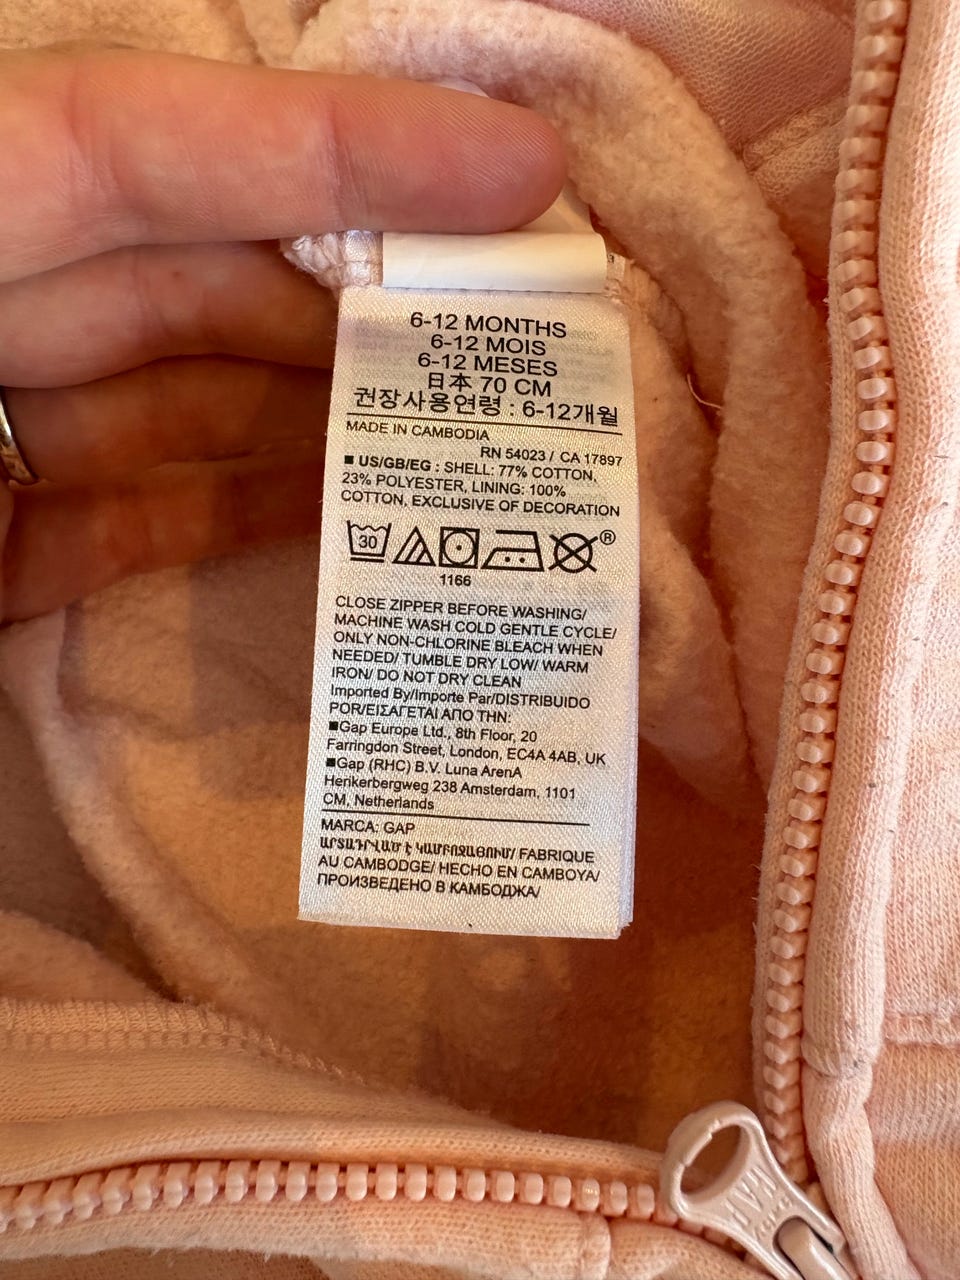 6-12 MONTHS
6-12 MOIS
6-12 MESES
日本 70 CM
권장사용연령 : 6-12개월
MADE IN CAMBODIA
RN 54023 / CA 17897
■ US/GB/EG : SHELL: 77% COTTON,
23% POLYESTER, LINING: 100%
COTTON, EXCLUSIVE OF DECORATION
30
®
1166
CLOSE ZIPPER BEFORE WASHING/
MACHINE WASH COLD GENTLE CYCLE/
ONLY NON-CHLORINE BLEACH WHEN
NEEDED/ TUMBLE DRY LOW/ WARM
IRON/ DO NOT DRY CLEAN
Imported By/Importe Par/DISTRIBUIDO
POR/ΕΙΣΑΓΕΤΑΙ ΑΠΟ ΤΗΝ:
■Gap Europe Ltd., 8th Floor, 20
Farringdon Street, London, EC4A 4AB, UK
■Gap (RHC) B.V. Luna ArenA
Herikerbergweg 238 Amsterdam, 1101
CM, Netherlands
MARCA: GAP
ԱՐՏԱԴՐՎԱԾ Է ԿԱՄԲՈՋԱՅՈՒՄ/ FABRIQUE
AU CAMBODGE/ HECHO EN CAMBOYA/
ПРОИЗВЕДЕНО В КАМБОДЖА/